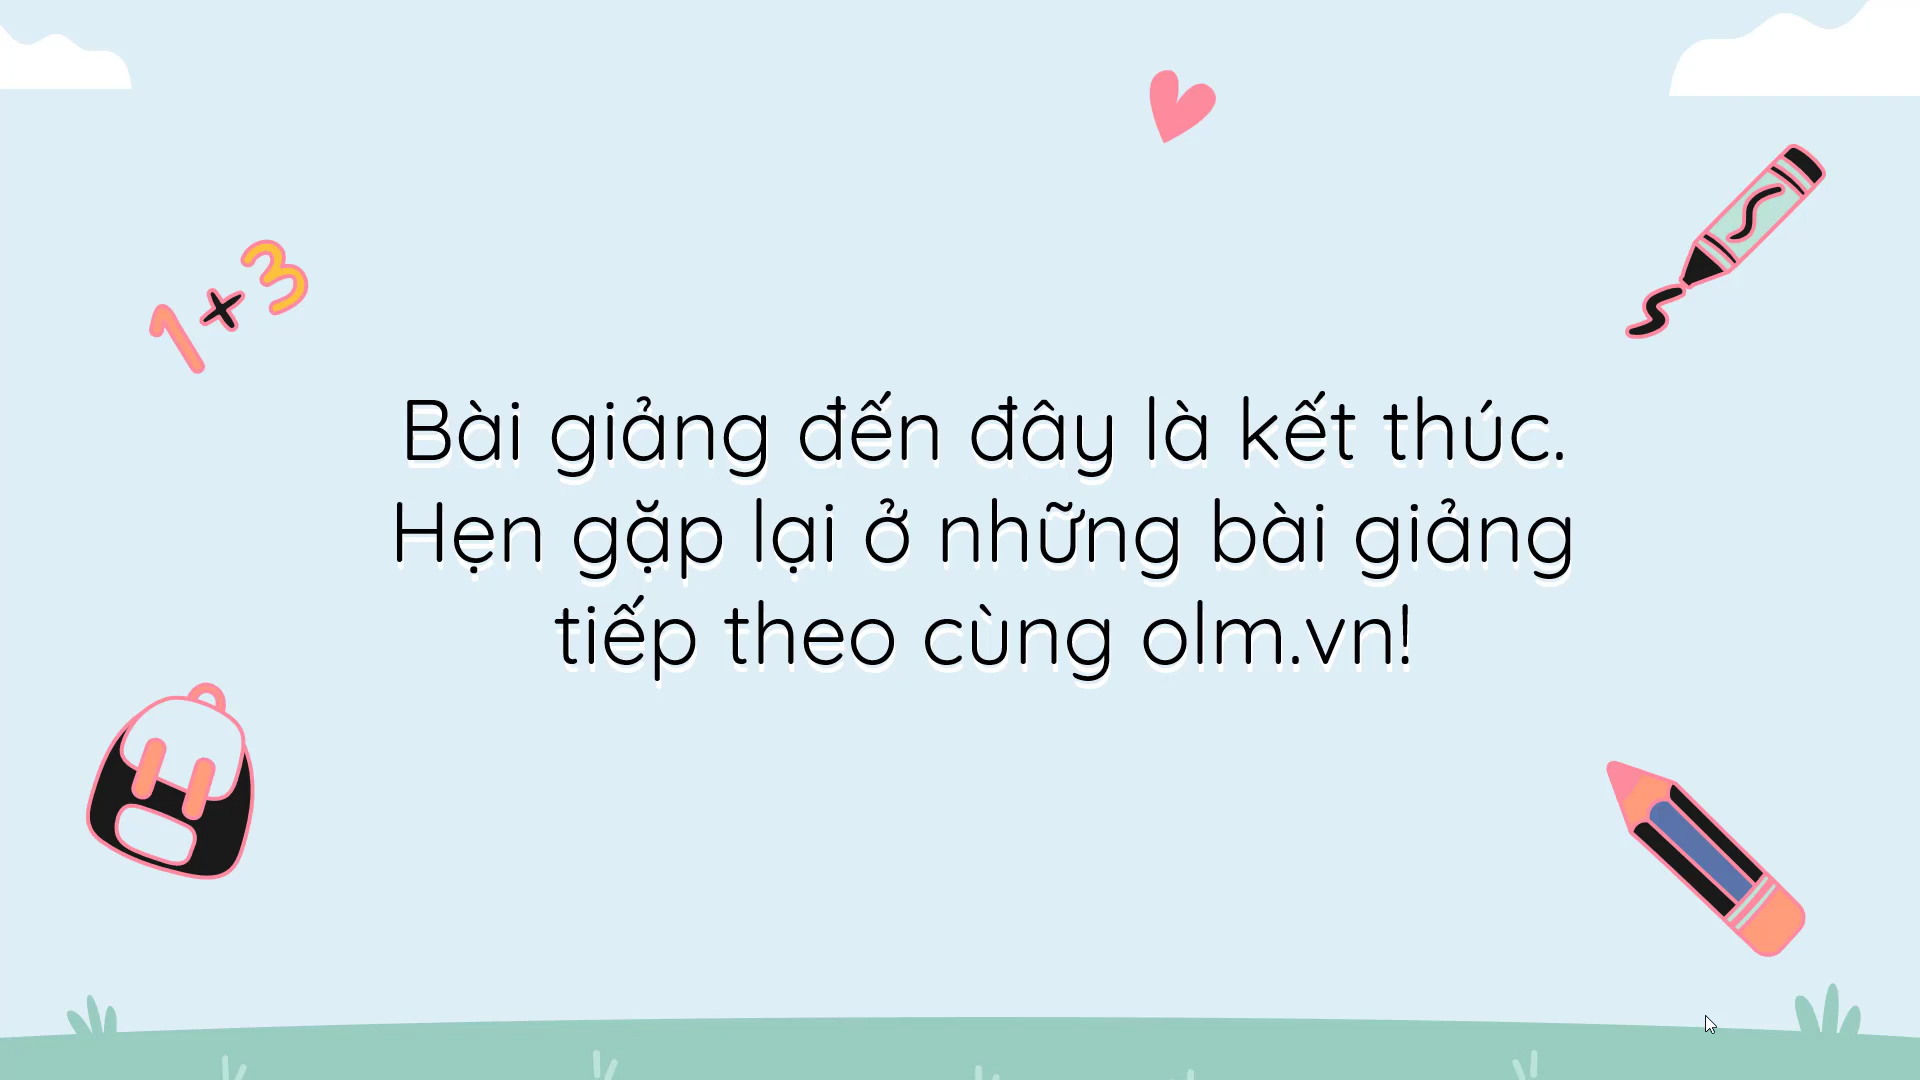 1+3
Bài giảng đến đây là kết thúc.
Hẹn gặp lại ở những bài giảng
tiếp theo cùng olm.vn!